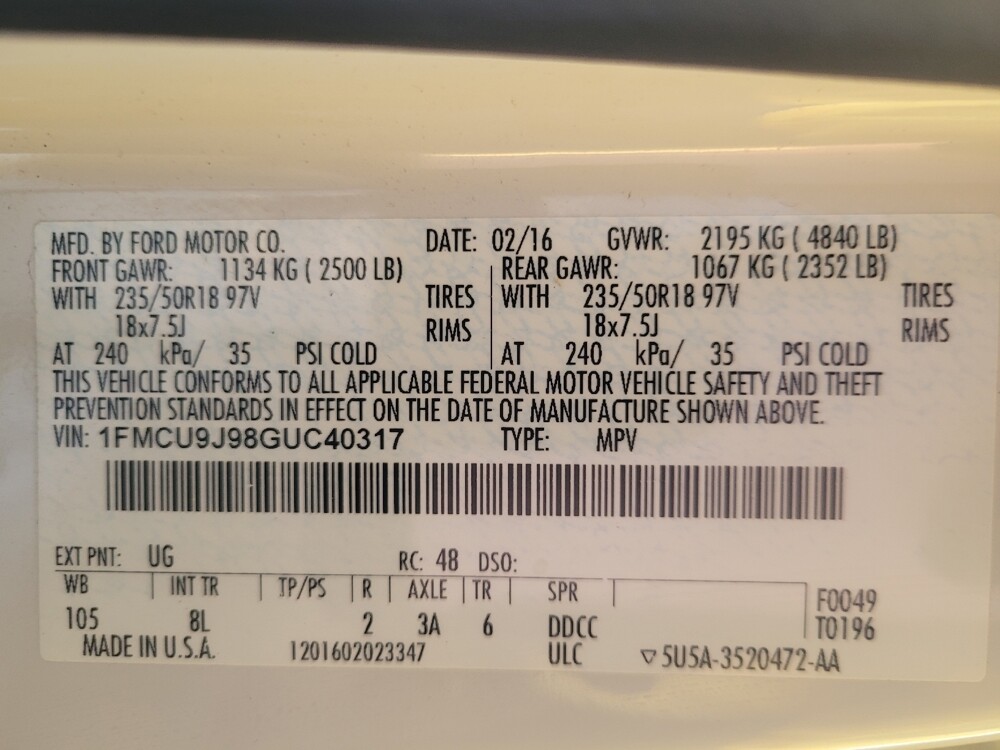 MFD. BY FORD MOTOR CO. DATE: 02/16 GVWR: 2195 KG ( 4840 LB)
FRONT GAWR: 1134 KG ( 2500 LB) REAR GAWR: 1067 KG ( 2352 LB)
WITH 235/50R18 97V TIRES WITH 235/50R18 97V TIRES
18x7.5J RIMS 18x7.5J RIMS
AT 240 kPa/ 35 PSI COLD AT 240 kPa/ 35 PSI COLD
THIS VEHICLE CONFORMS TO ALL APPLICABLE FEDERAL MOTOR VEHICLE SAFETY AND THEFT
PREVENTION STANDARDS IN EFFECT ON THE DATE OF MANUFACTURE SHOWN ABOVE.
VIN: 1FMCU9J98GUC40317 TYPE: MPV
EXT PNT: UG RC: 48 DSO:
WB INT TR TP/PS R AXLE TR SPR F0049
105 8L 2 3A 6 DDCC T0196
MADE IN U.S.A. 1201602023347 ULC ▽5U5A-3520472-AA